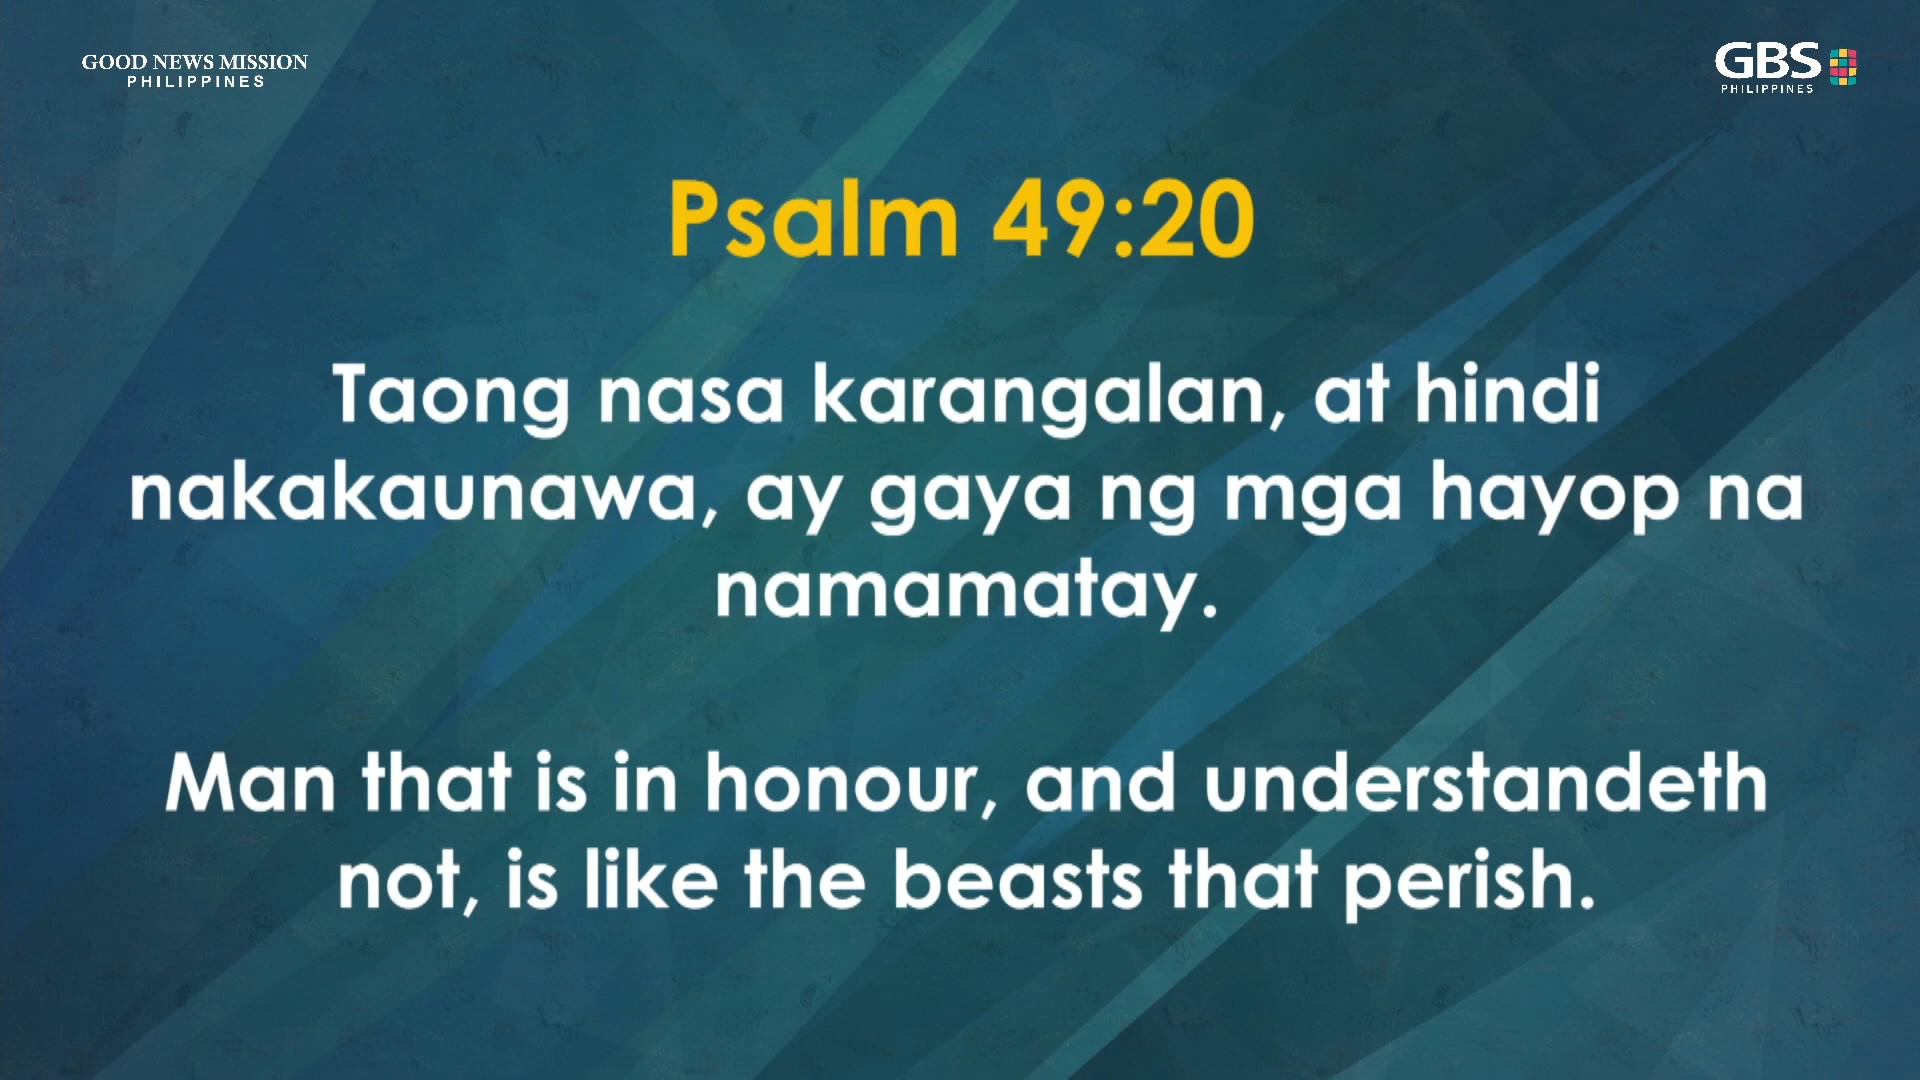 GOOD NEWS MISSION
PHILIPPINES
GBS
PHILIPPINES
Psalm 49:20
Taong nasa karangalan, at hindi
nakakaunawa, ay gaya ng mga hayop na
namamatay.
Man that is in honour, and understandeth
not, is like the beasts that perish.